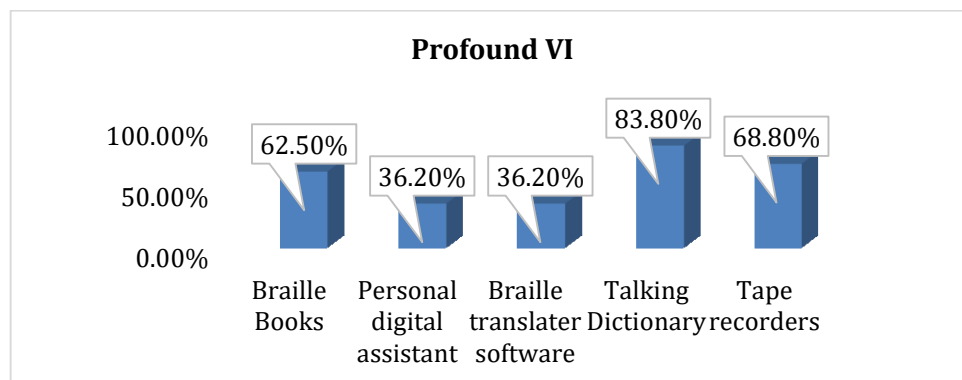 Profound VI
100.00%
50.00%
0.00%
62.50%
36.20%
36.20%
83.80%
68.80%
Braille
Books
Personal
digital
assistant
Braille
translater
software
Talking
Dictionary
Tape
recorders